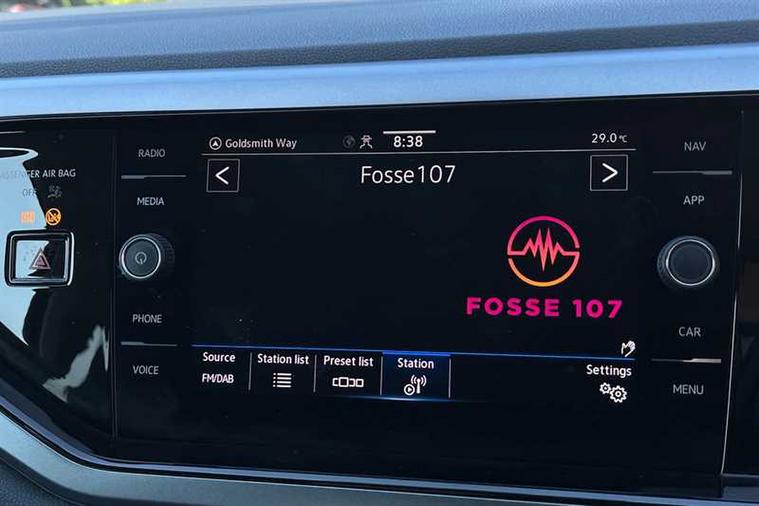 RADIO
MEDIA
PHONE
VOICE
PASSENGER AIR BAG
OFF
ON
Goldsmith Way
8:38
29.0°C
<
Fosse107
>
FOSSE 107
Source
FM/DAB
Station list
Preset list
Station
Settings
NAV
APP
CAR
MENU